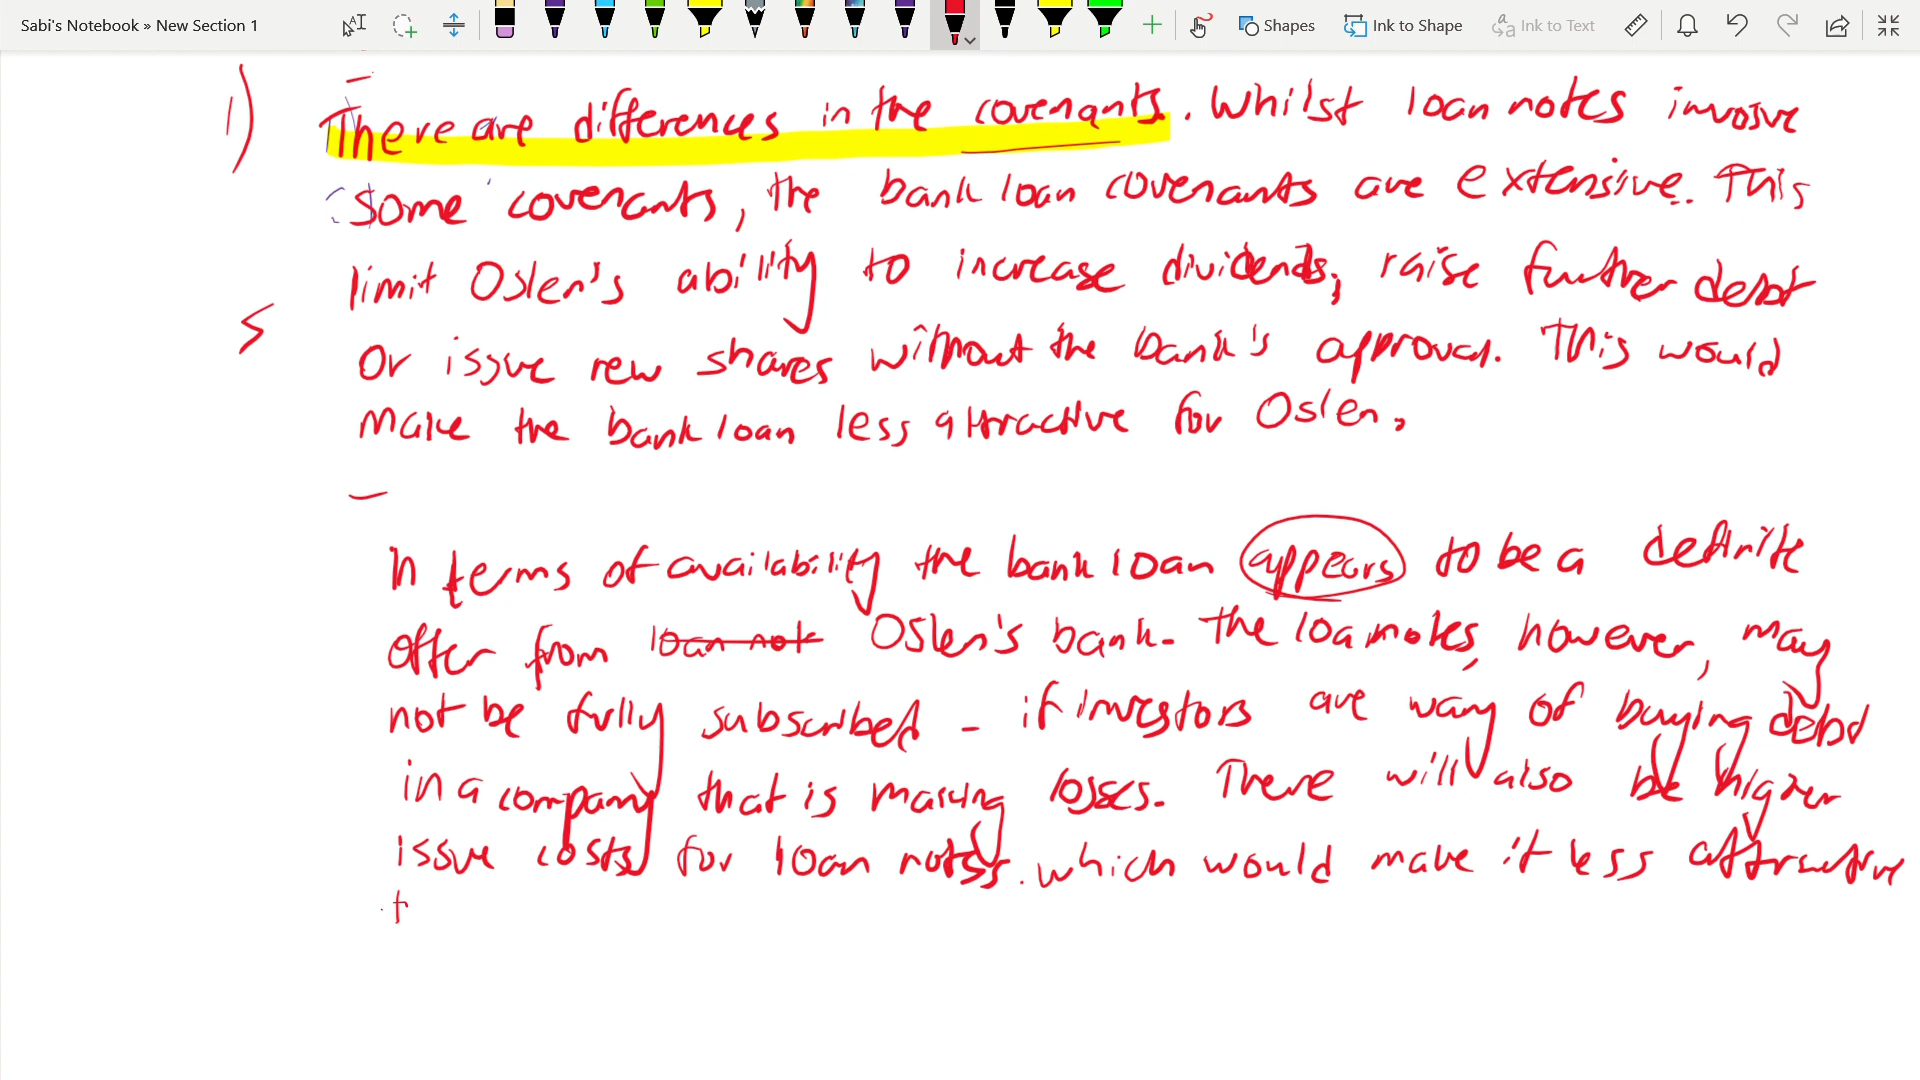 Sabi's Notebook » New Section 1
Shapes
Ink to Shape
Ink to Text
1) There are differences in the covenants. Whilst loan notes involve
some covenants, the bank loan covenants are extensive. This
limit Oslen's ability to increase dividends, raise further debt
5
or issue new shares without the bank's approval. This would
make the bank loan less attractive for Oslen.
-
In terms of availability the bank loan appears to be a definite
offer from loan not Oslen's bank. The loan notes, however, may
not be fully subscribed - if investors are wary of buying debt
in a company that is making losses. There will also be higher
issue costs for loan notes. which would make it less attractive
t